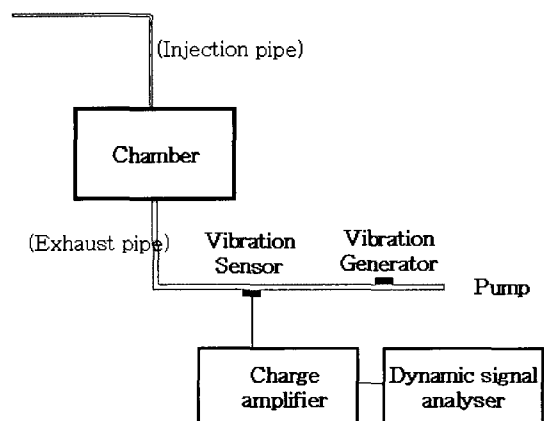 (Injection pipe)
Chamber
(Exhaust pipe)
Vibration
Sensor
Vibration
Generator
Pump
Charge
amplifier
Dynamic signal
analyser